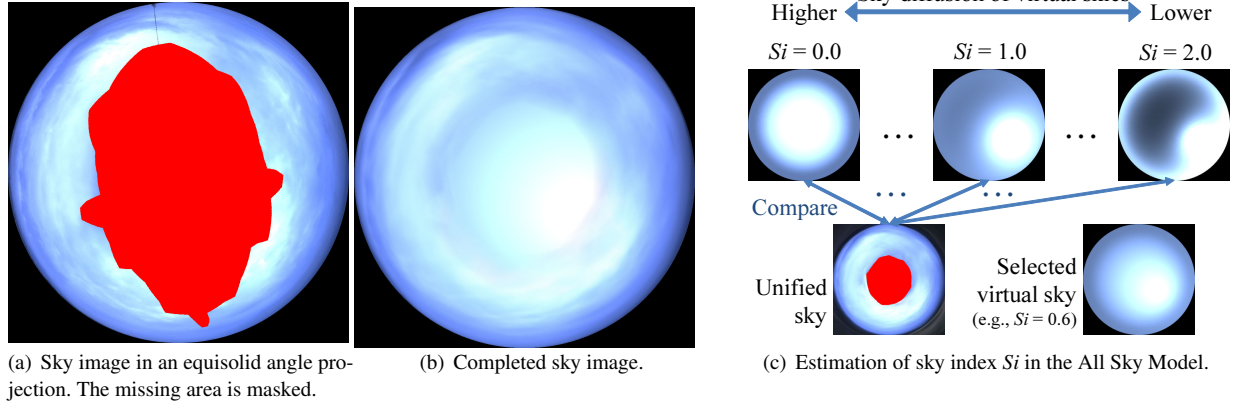 Higher
Lower
Si = 0.0
Si = 1.0
Si = 2.0
...
...
...
...
Compare
Unified
sky
Selected
virtual sky
(e.g., Si = 0.6)
(a) Sky image in an equisolid angle pro-
jection. The missing area is masked.
(b) Completed sky image.
(c) Estimation of sky index Si in the All Sky Model.